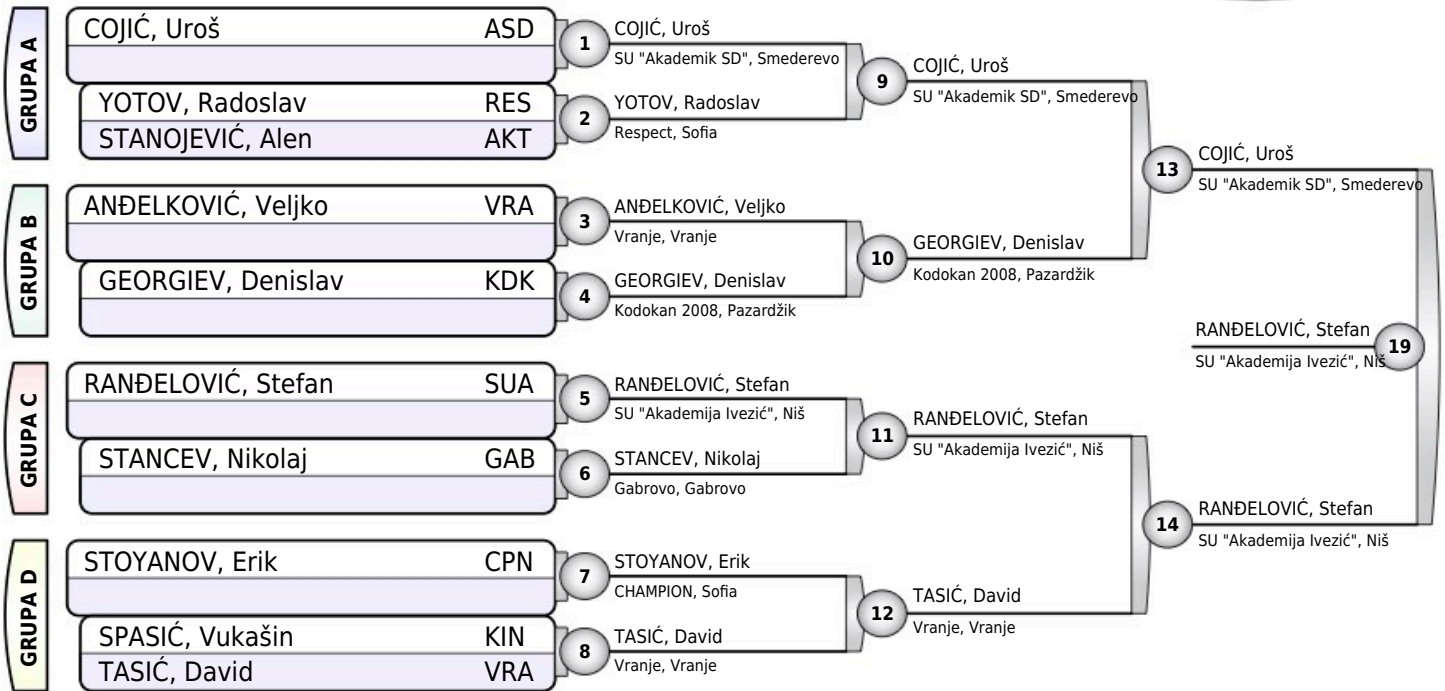 GRUPA A
COJIĆ, Uroš ASD
YOTOV, Radoslav RES
STANOJEVIĆ, Alen AKT
1
COJIĆ, Uroš
SU "Akademik SD", Smederevo
2
YOTOV, Radoslav
Respect, Sofia
9
COJIĆ, Uroš
SU "Akademik SD", Smederevo
GRUPA B
ANĐELKOVIĆ, Veljko VRA
GEORGIEV, Denislav KDK
3
ANĐELKOVIĆ, Veljko
Vranje, Vranje
4
GEORGIEV, Denislav
Kodokan 2008, Pazardžik
10
GEORGIEV, Denislav
Kodokan 2008, Pazardžik
13
COJIĆ, Uroš
SU "Akademik SD", Smederevo
GRUPA C
RANĐELOVIĆ, Stefan SUA
STANCEV, Nikolaj GAB
5
RANĐELOVIĆ, Stefan
SU "Akademija Ivezić", Niš
6
STANCEV, Nikolaj
Gabrovo, Gabrovo
11
RANĐELOVIĆ, Stefan
SU "Akademija Ivezić", Niš
GRUPA D
STOYANOV, Erik CPN
SPASIĆ, Vukašin KIN
TASIĆ, David VRA
7
STOYANOV, Erik
CHAMPION, Sofia
8
TASIĆ, David
Vranje, Vranje
12
TASIĆ, David
Vranje, Vranje
14
RANĐELOVIĆ, Stefan
SU "Akademija Ivezić", Niš
RANĐELOVIĆ, Stefan
SU "Akademija Ivezić", Niš
19